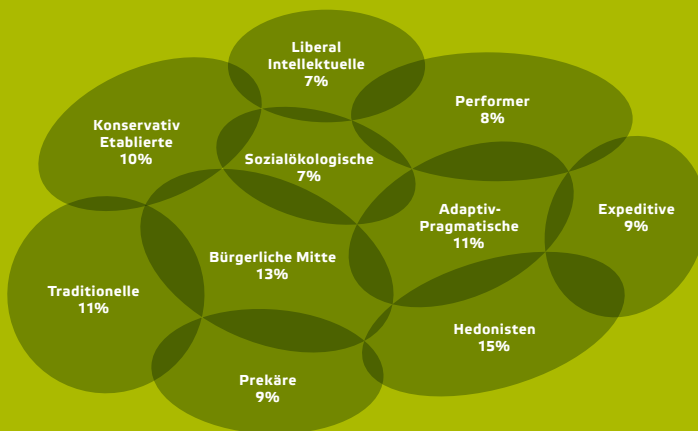 Liberal
Intellektuelle
7%
Performer
8%
Konservativ
Etablierte
10%
Sozialökologische
7%
Adaptiv-
Pragmatische
11%
Expeditive
9%
Bürgerliche Mitte
13%
Traditionelle
11%
Hedonisten
15%
Prekäre
9%